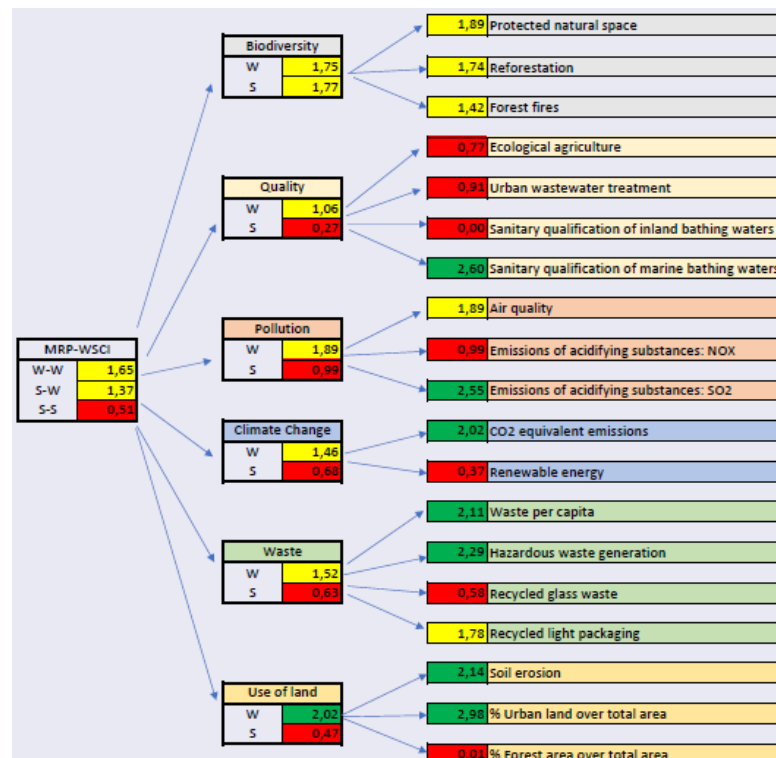 1,89 Protected natural space
Biodiversity
W 1,75
S 1,77
1,74 Reforestation
1,42 Forest fires
0,77 Ecological agriculture
Quality
W 1,06
S 0,27
0,91 Urban wastewater treatment
0,00 Sanitary qualification of inland bathing waters
2,60 Sanitary qualification of marine bathing waters
1,89 Air quality
Pollution
W 1,89
S 0,99
0,99 Emissions of acidifying substances: NOX
2,55 Emissions of acidifying substances: SO2
MRP-WSCI
W-W 1,65
S-W 1,37
S-S 0,51
Climate Change
W 1,46
S 0,68
2,02 CO2 equivalent emissions
0,37 Renewable energy
2,11 Waste per capita
Waste
W 1,52
S 0,63
2,29 Hazardous waste generation
0,58 Recycled glass waste
1,78 Recycled light packaging
2,14 Soil erosion
Use of land
W 2,02
S 0,47
2,98 % Urban land over total area
0,01 % Forest area over total area